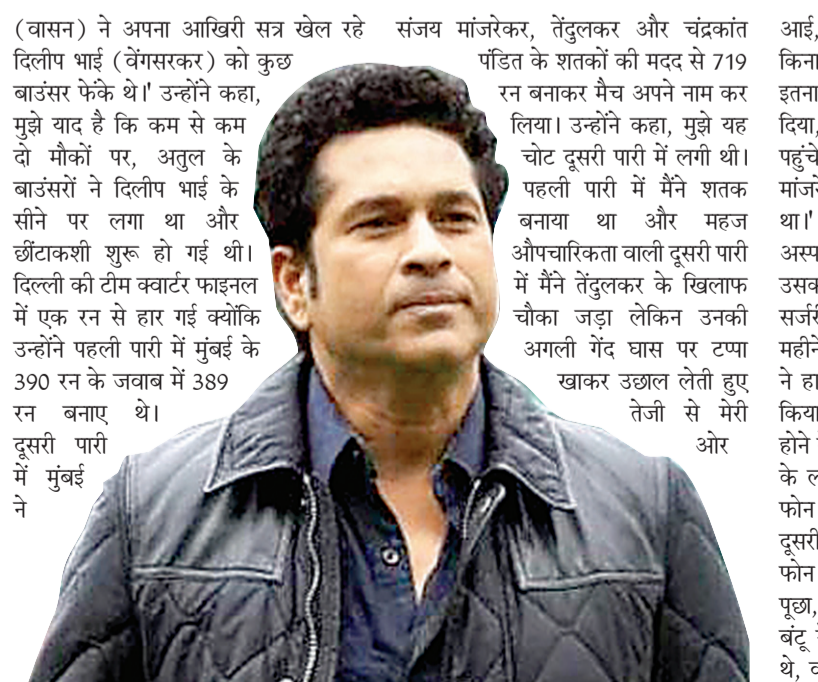 (वासन) ने अपना आखिरी सत्र खेल रहे
दिलीप भाई (वेंगसरकर) को कुछ
बाउंसर फेंके थे।' उन्होंने कहा,
मुझे याद है कि कम से कम
दो मौकों पर, अतुल के
बाउंसरों ने दिलीप भाई के
सीने पर लगा था और
छींटाकशी शुरू हो गई थी।
दिल्ली की टीम क्वार्टर फाइनल
में एक रन से हार गई क्योंकि
उन्होंने पहली पारी में मुंबई के
390 रन के जवाब में 389
रन बनाए थे।
दूसरी पारी
में मुंबई
ने
संजय मांजरेकर, तेंदुलकर और चंद्रकांत
पंडित के शतकों की मदद से 719
रन बनाकर मैच अपने नाम कर
लिया। उन्होंने कहा, मुझे यह
चोट दूसरी पारी में लगी थी।
पहली पारी में मैंने शतक
बनाया था और महज
औपचारिकता वाली दूसरी पारी
में मैंने तेंदुलकर के खिलाफ
चौका जड़ा लेकिन उनकी
अगली गेंद घास पर टप्पा
खाकर उछाल लेती हुए
तेजी से मेरी
ओर
आई,
किना
इतना
दिया,
पहुंचे
मांजरे
था।'
अस्प
उसक
सर्जरी
महीने
ने हा
किया
होने
के ल
फोन
दूसरी
फोन
पूछा,
बंटू
थे,